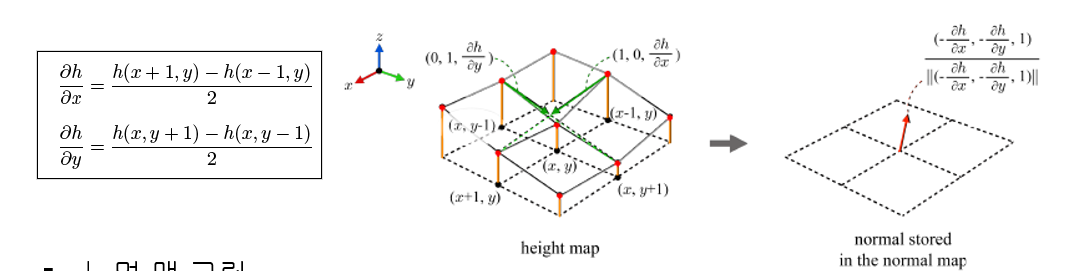 ∂h/∂x = (h(x+1, y) − h(x−1, y))/2
∂h/∂y = (h(x, y+1) − h(x, y−1))/2
z
x
y
(0, 1, ∂h/∂y)
(1, 0, ∂h/∂x)
(x, y-1)
(x-1, y)
(x, y)
(x+1, y)
(x, y+1)
height map
(-∂h/∂x, -∂h/∂y, 1)
||(-∂h/∂x, -∂h/∂y, 1)||
normal stored
in the normal map